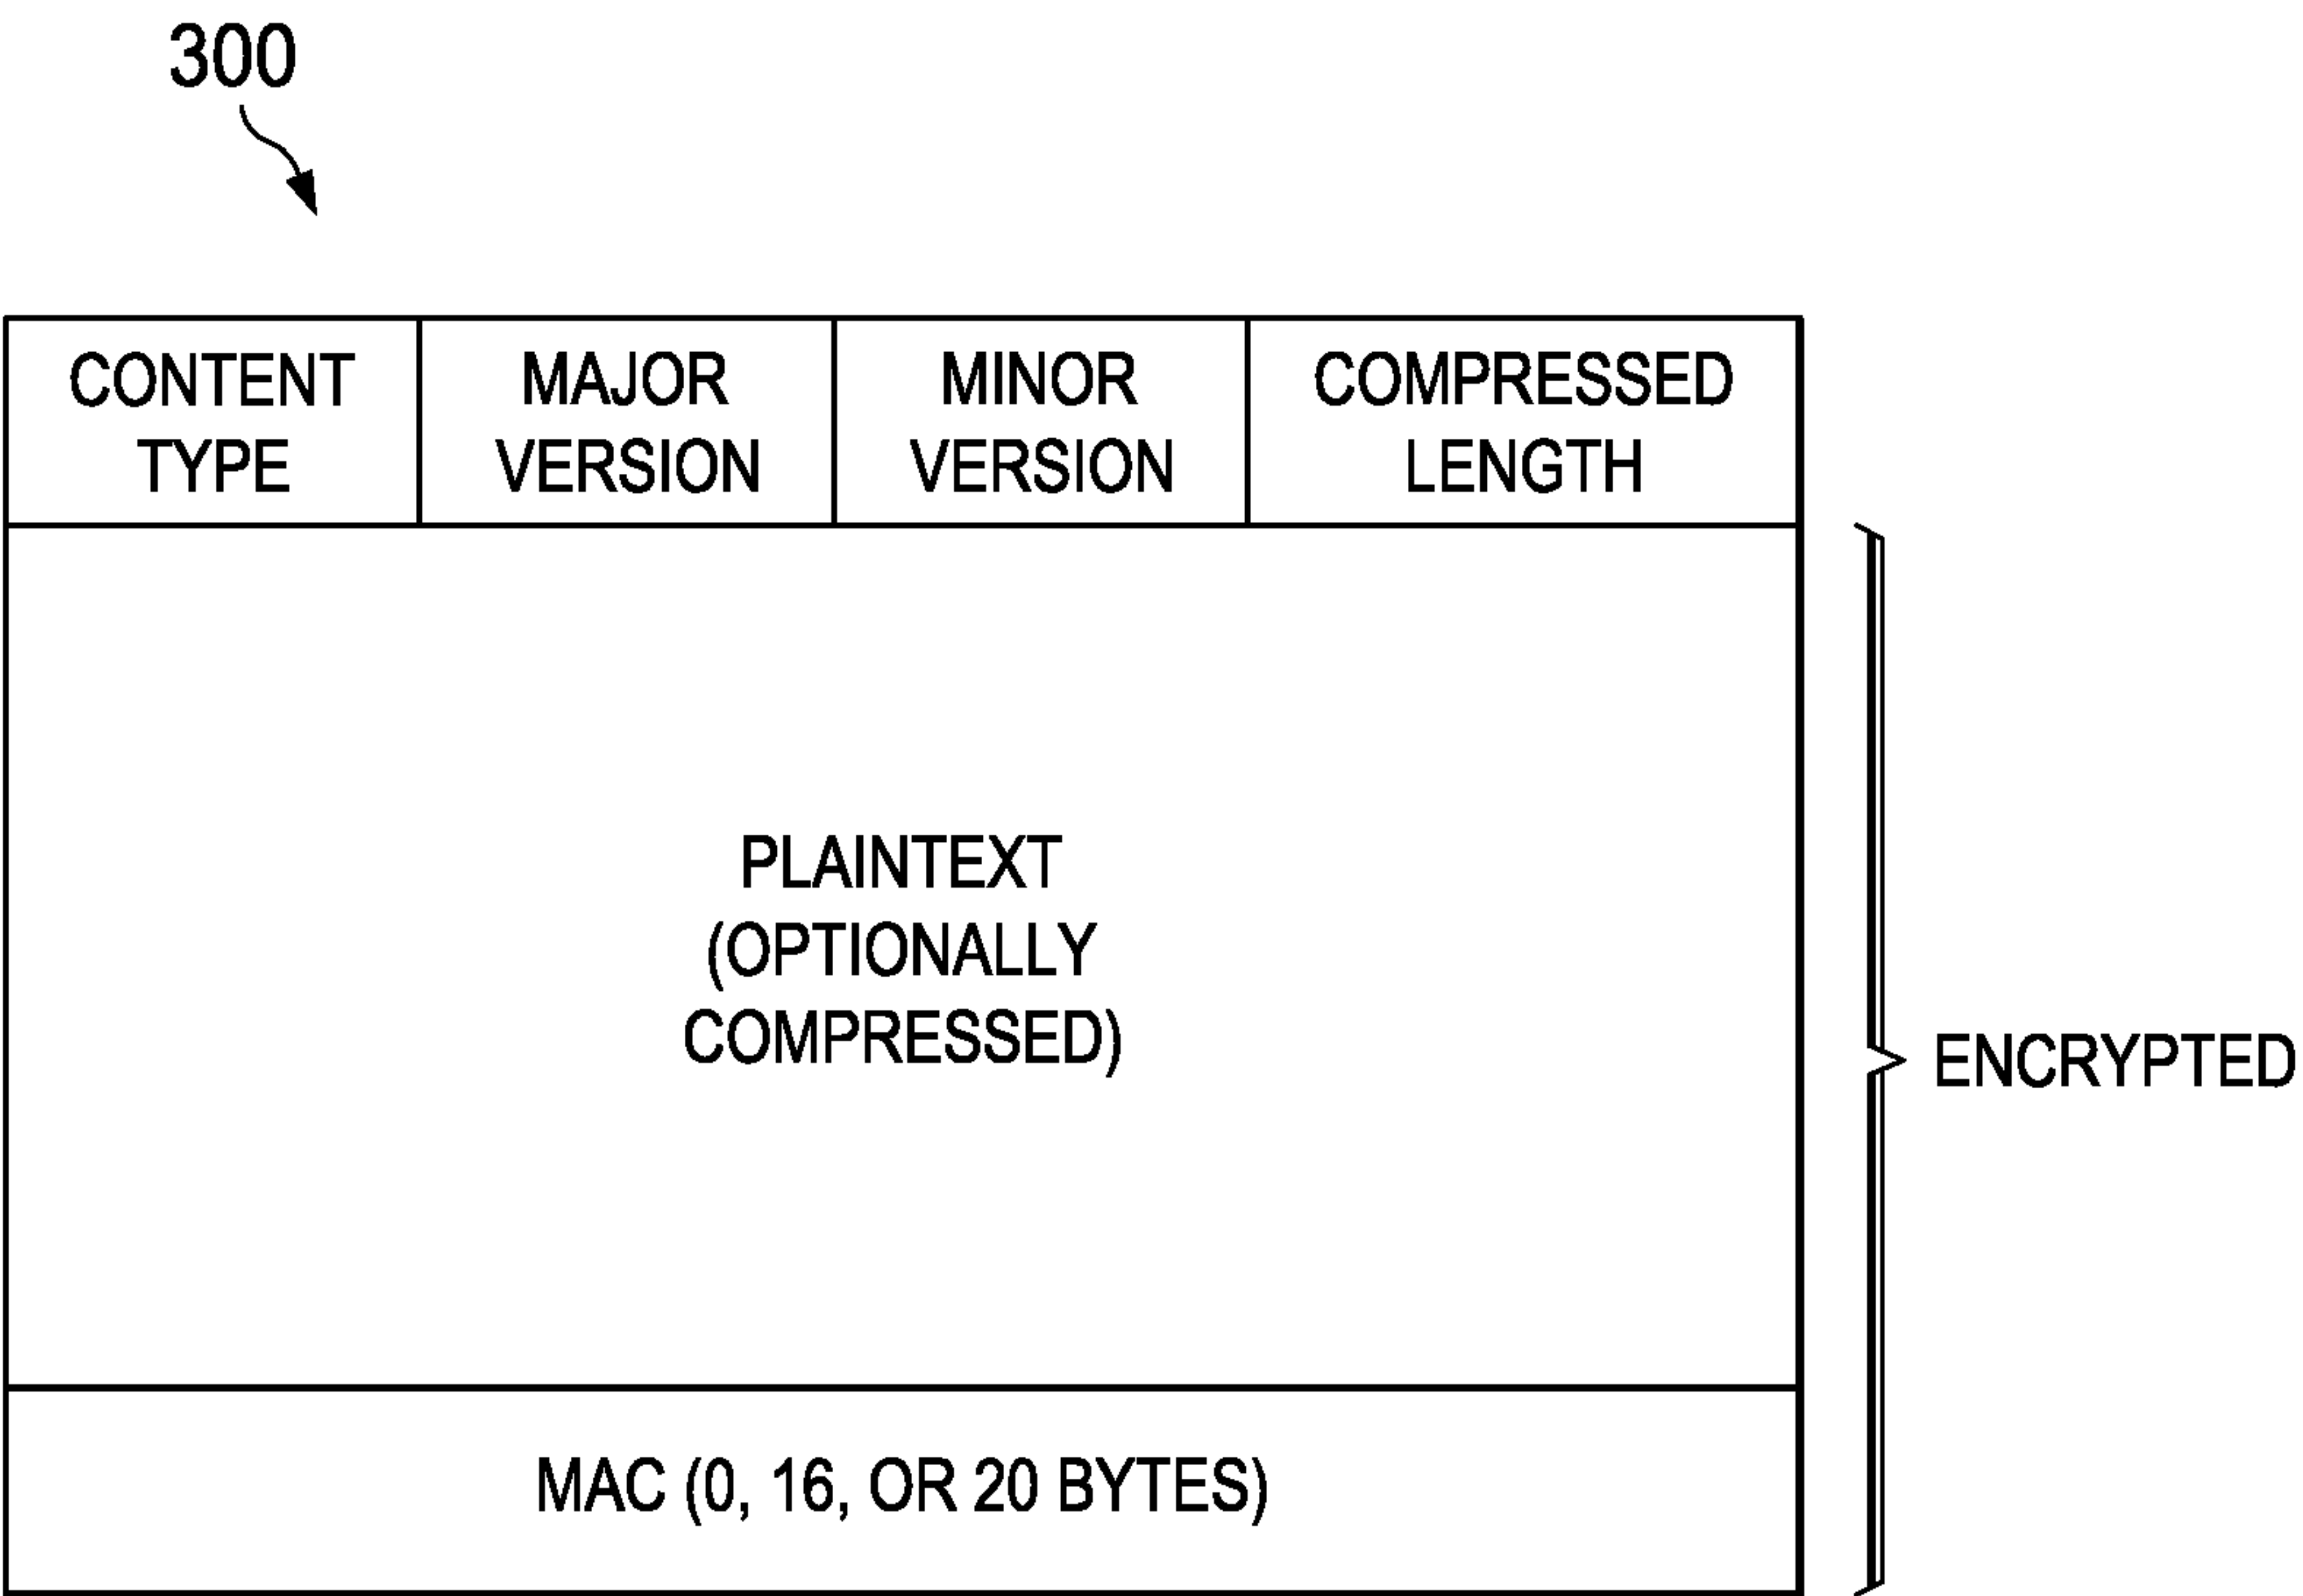 300
CONTENT TYPE
MAJOR VERSION
MINOR VERSION
COMPRESSED LENGTH
PLAINTEXT
(OPTIONALLY
COMPRESSED)
ENCRYPTED
MAC (0, 16, OR 20 BYTES)